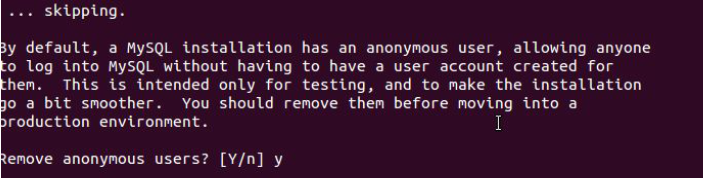 ... skipping.
By default, a MySQL installation has an anonymous user, allowing anyone
to log into MySQL without having to have a user account created for
them.  This is intended only for testing, and to make the installation
go a bit smoother.  You should remove them before moving into a
production environment.
Remove anonymous users? [Y/n] y